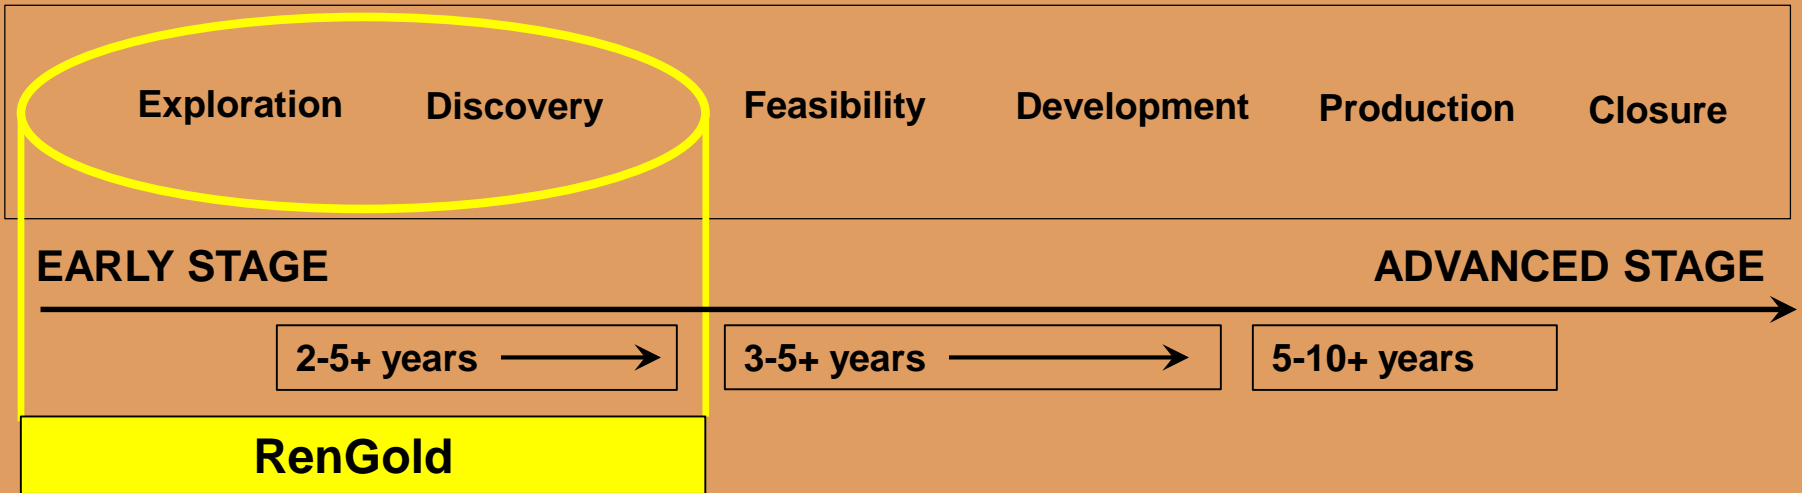 Exploration Discovery Feasibility Development Production Closure
EARLY STAGE ADVANCED STAGE
2-5+ years 3-5+ years 5-10+ years
RenGold